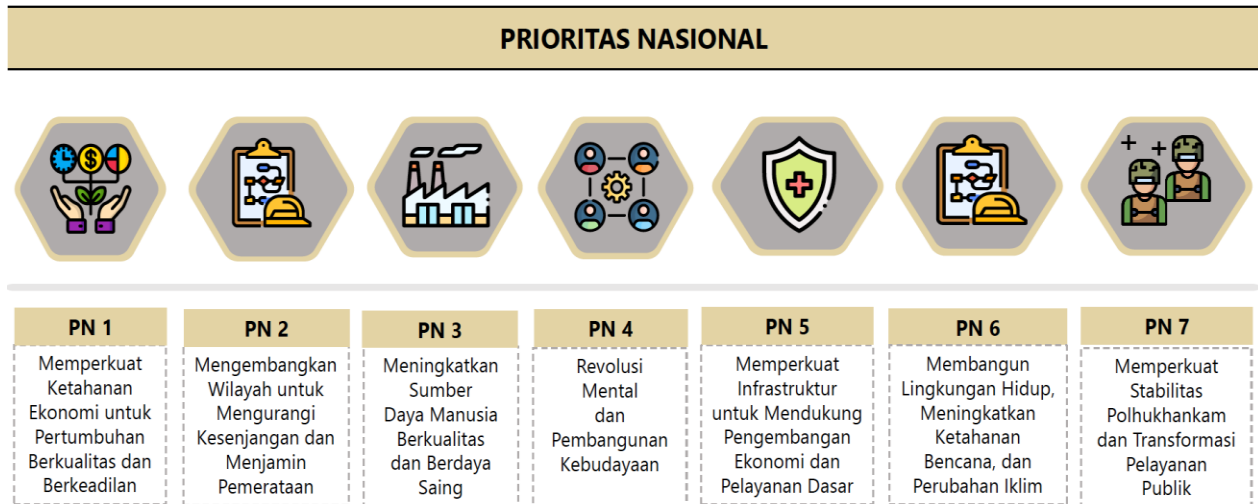 PRIORITAS NASIONAL
PN 1
Memperkuat
Ketahanan
Ekonomi untuk
Pertumbuhan
Berkualitas dan
Berkeadilan
PN 2
Mengembangkan
Wilayah untuk
Mengurangi
Kesenjangan dan
Menjamin
Pemerataan
PN 3
Meningkatkan
Sumber
Daya Manusia
Berkualitas
dan Berdaya
Saing
PN 4
Revolusi
Mental
dan
Pembangunan
Kebudayaan
PN 5
Memperkuat
Infrastruktur
untuk Mendukung
Pengembangan
Ekonomi dan
Pelayanan Dasar
PN 6
Membangun
Lingkungan Hidup,
Meningkatkan
Ketahanan
Bencana, dan
Perubahan Iklim
PN 7
Memperkuat
Stabilitas
Polhukhankam
dan Transformasi
Pelayanan
Publik